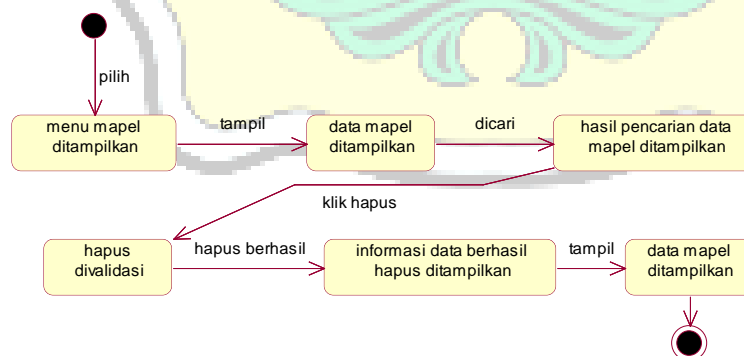 pilih
menu mapel
ditampilkan
tampil
data mapel
ditampilkan
dicari
hasil pencarian data
mapel ditampilkan
klik hapus
hapus
divalidasi
hapus berhasil
informasi data berhasil
hapus ditampilkan
tampil
data mapel
ditampilkan